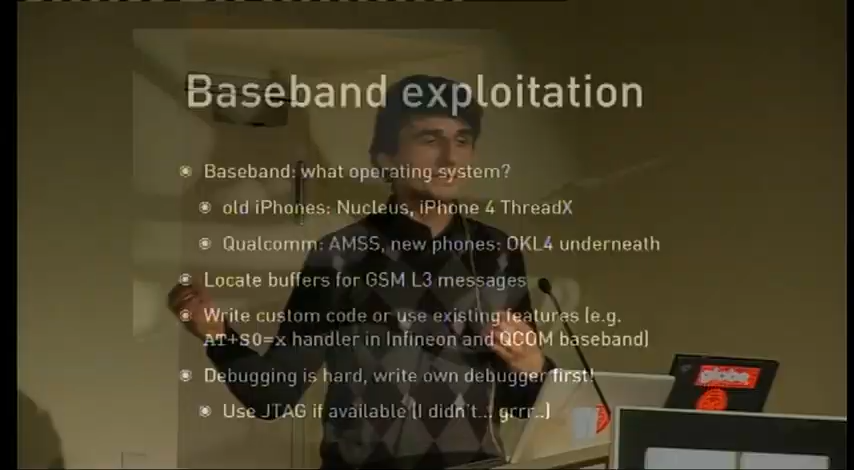 Baseband exploitation
Baseband: what operating system?
old iPhones: Nucleus, iPhone 4 ThreadX
Qualcomm: AMSS, new phones: OKL4 underneath
Locate buffers for GSM L3 messages
Write custom code or use existing features (e.g.
AT+S0=x handler in Infineon and QCOM baseband)
Debugging is hard, write own debugger first!
Use JTAG if available (I didn't... grrr..)